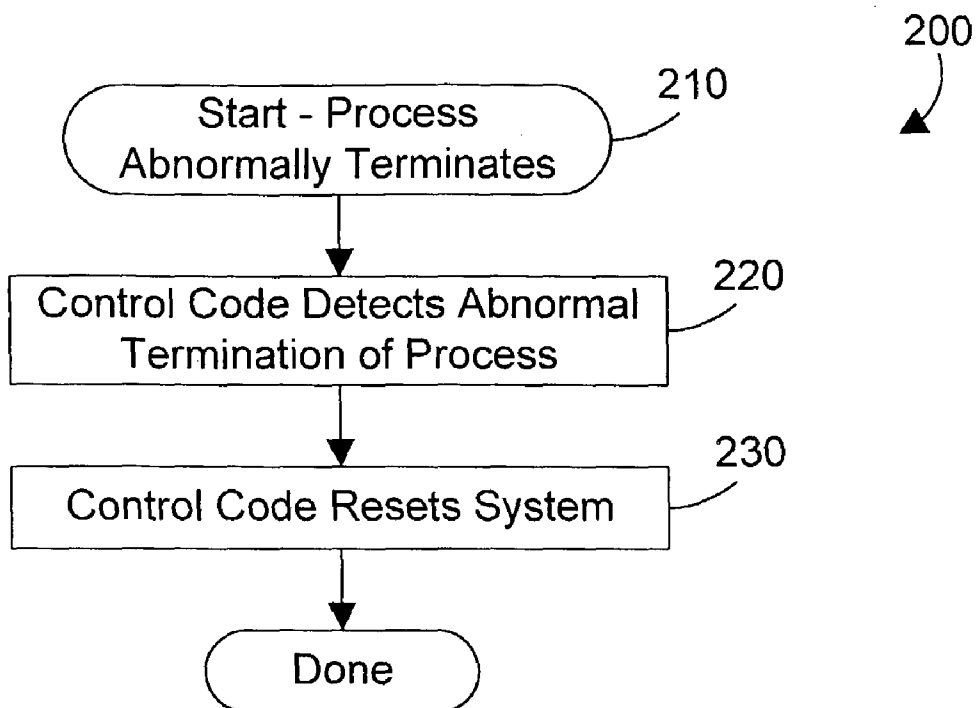 200
210
Start - Process
Abnormally Terminates
220
Control Code Detects Abnormal
Termination of Process
230
Control Code Resets System
Done